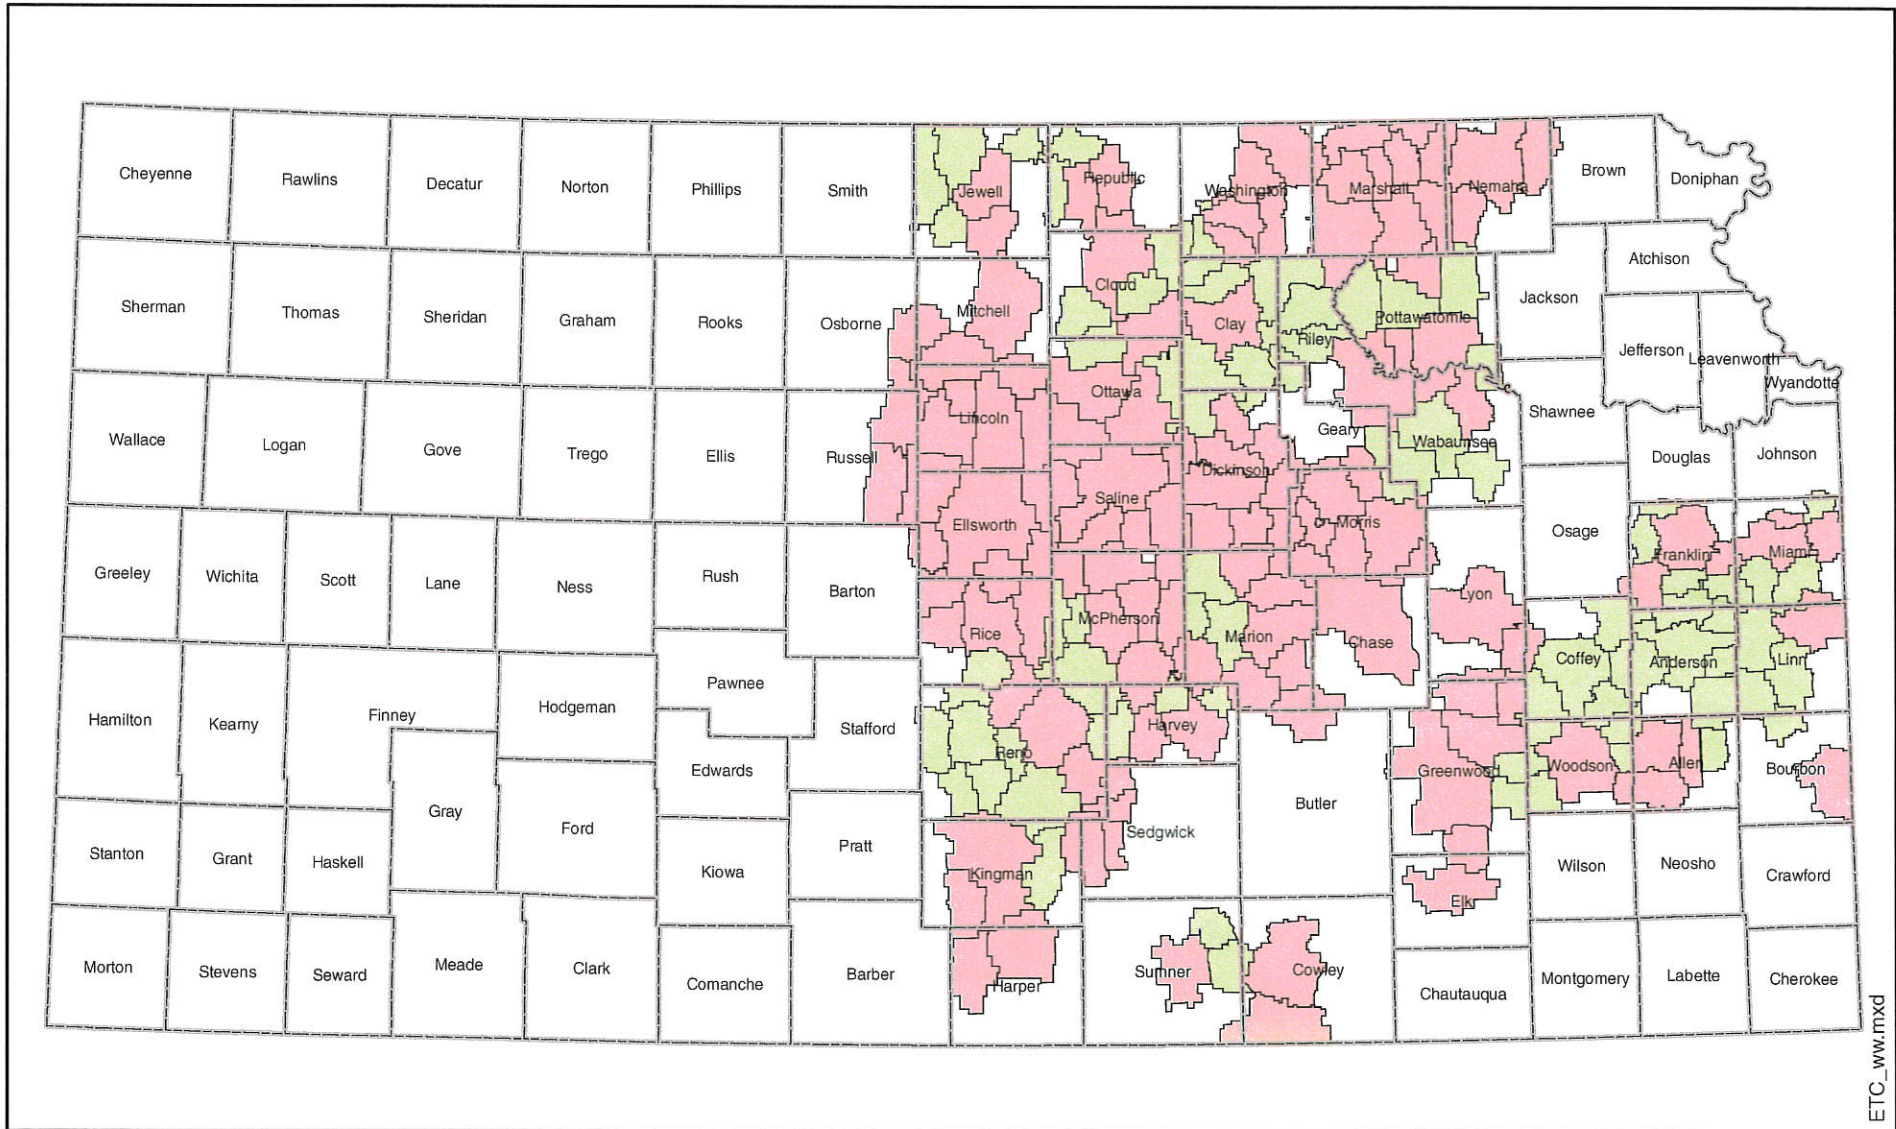 Cheyenne
Rawlins
Decatur
Norton
Phillips
Smith
Jewell
Republic
Washington
Marshall
Nemaha
Brown
Doniphan
Sherman
Thomas
Sheridan
Graham
Rooks
Osborne
Mitchell
Cloud
Clay
Riley
Pottawatomie
Jackson
Atchison
Jefferson
Leavenworth
Wyandotte
Wallace
Logan
Gove
Trego
Ellis
Russell
Lincoln
Ottawa
Saline
Dickinson
Geary
Wabaunsee
Shawnee
Douglas
Johnson
Greeley
Wichita
Scott
Lane
Ness
Rush
Barton
Ellsworth
Morris
Osage
Franklin
Miami
Rice
McPherson
Marion
Chase
Lyon
Coffey
Anderson
Linn
Hamilton
Kearny
Finney
Hodgeman
Pawnee
Stafford
Reno
Harvey
Edwards
Gray
Ford
Greenwood
Woodson
Allen
Bourbon
Butler
Sedgwick
Stanton
Grant
Haskell
Kiowa
Pratt
Kingman
Elk
Wilson
Neosho
Crawford
Morton
Stevens
Seward
Meade
Clark
Comanche
Barber
Harper
Sumner
Cowley
Chautauqua
Montgomery
Labette
Cherokee
ETC_ww.mxd